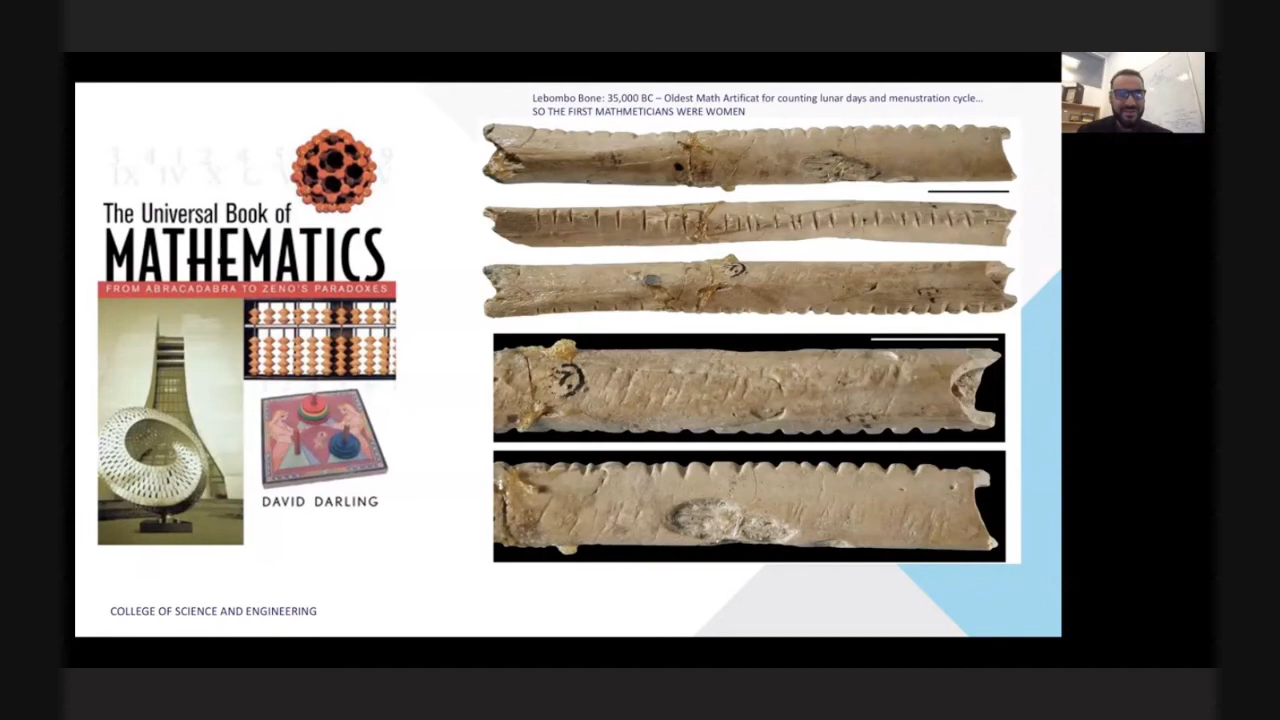 Lebombo Bone: 35,000 BC – Oldest Math Artificat for counting lunar days and menustration cycle...
SO THE FIRST MATHMETICIANS WERE WOMEN
The Universal Book of
MATHEMATICS
FROM ABRACADABRA TO ZENO'S PARADOXES
DAVID DARLING
COLLEGE OF SCIENCE AND ENGINEERING